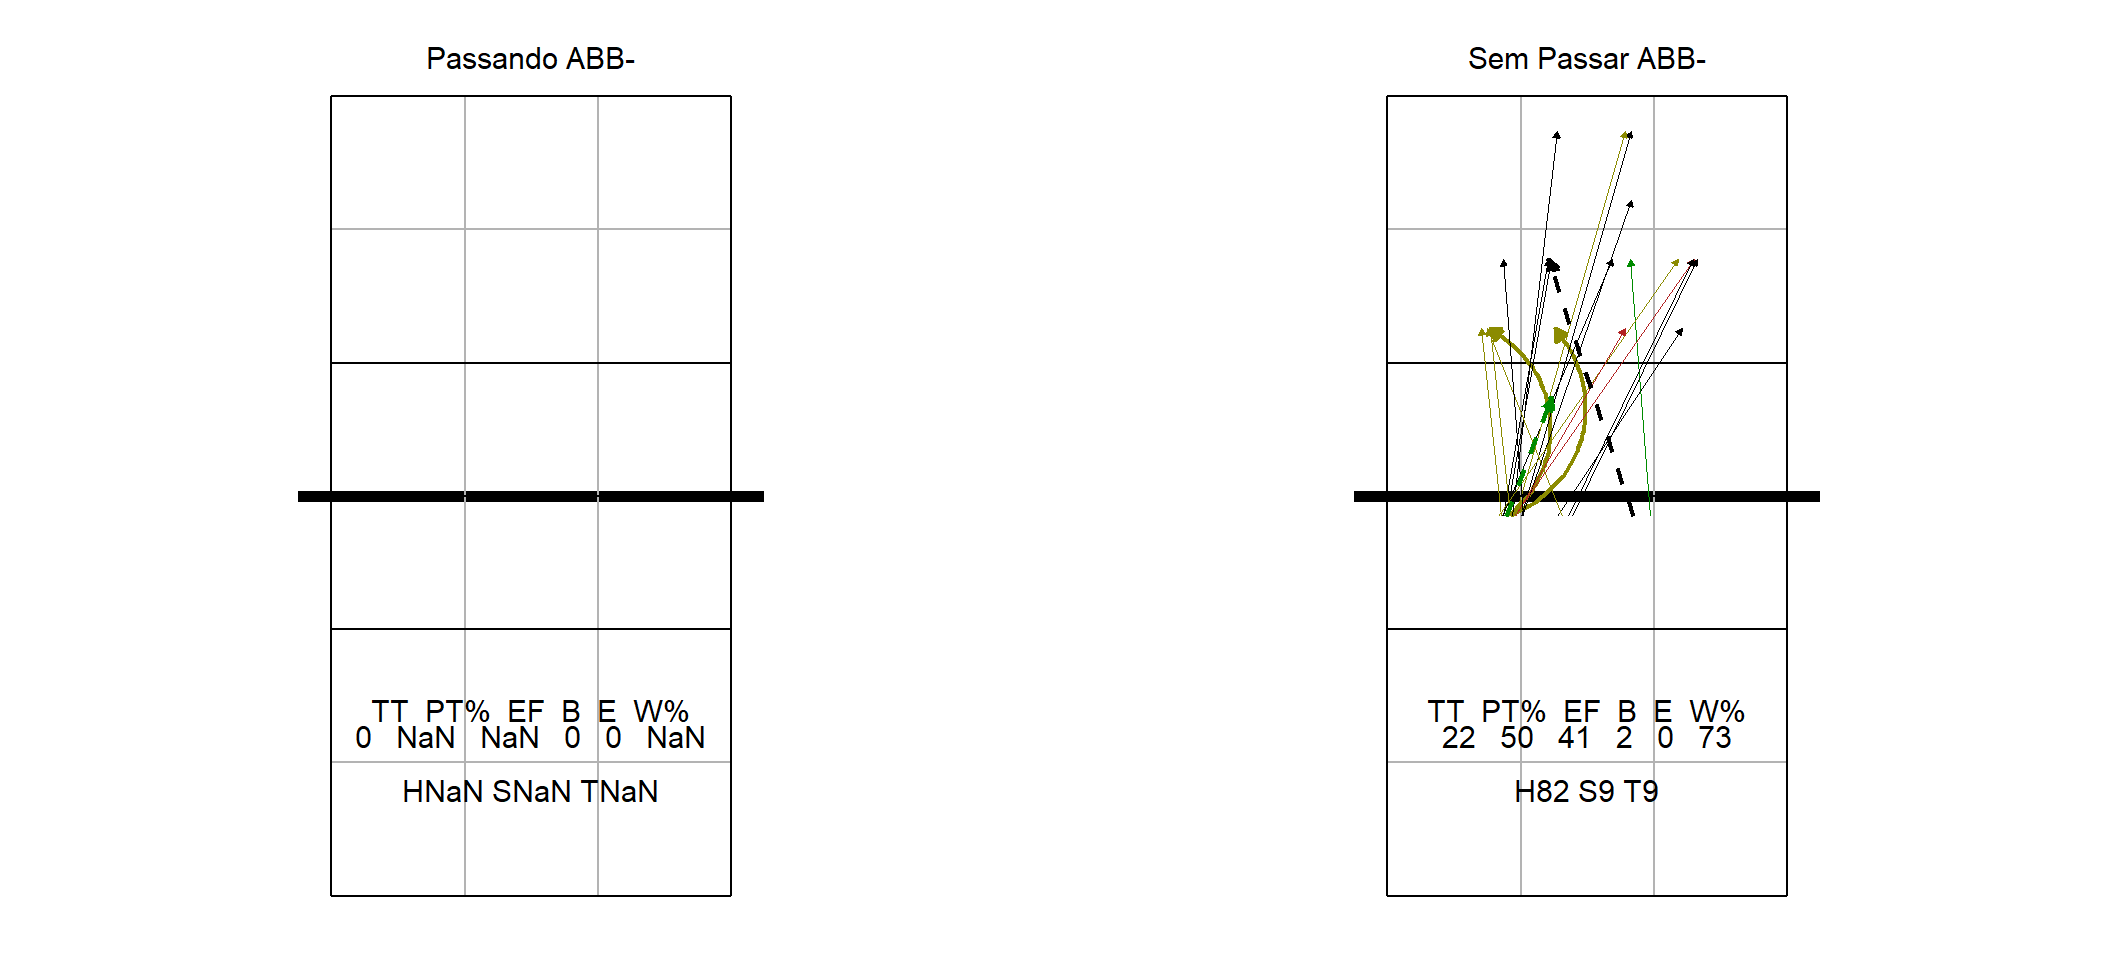 Passando ABB-
TT PT% EF B E W%
0 NaN NaN 0 0 NaN
HNaN SNaN TNaN
Sem Passar ABB-
TT PT% EF B E W%
22 50 41 2 0 73
H82 S9 T9